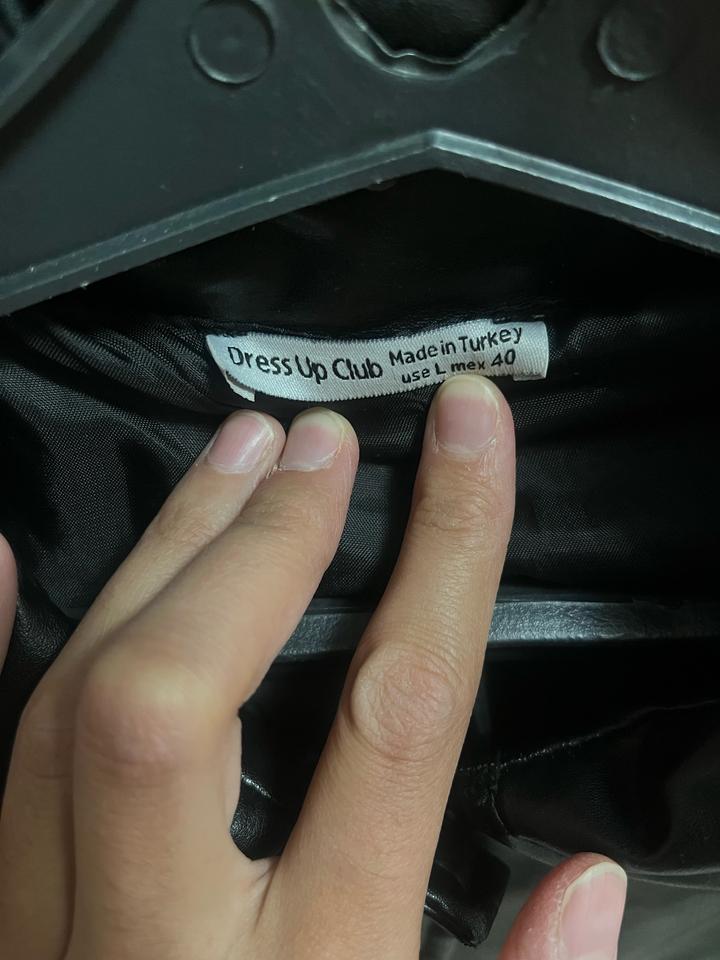 Dress Up Club
Made in Turkey
use L mex 40